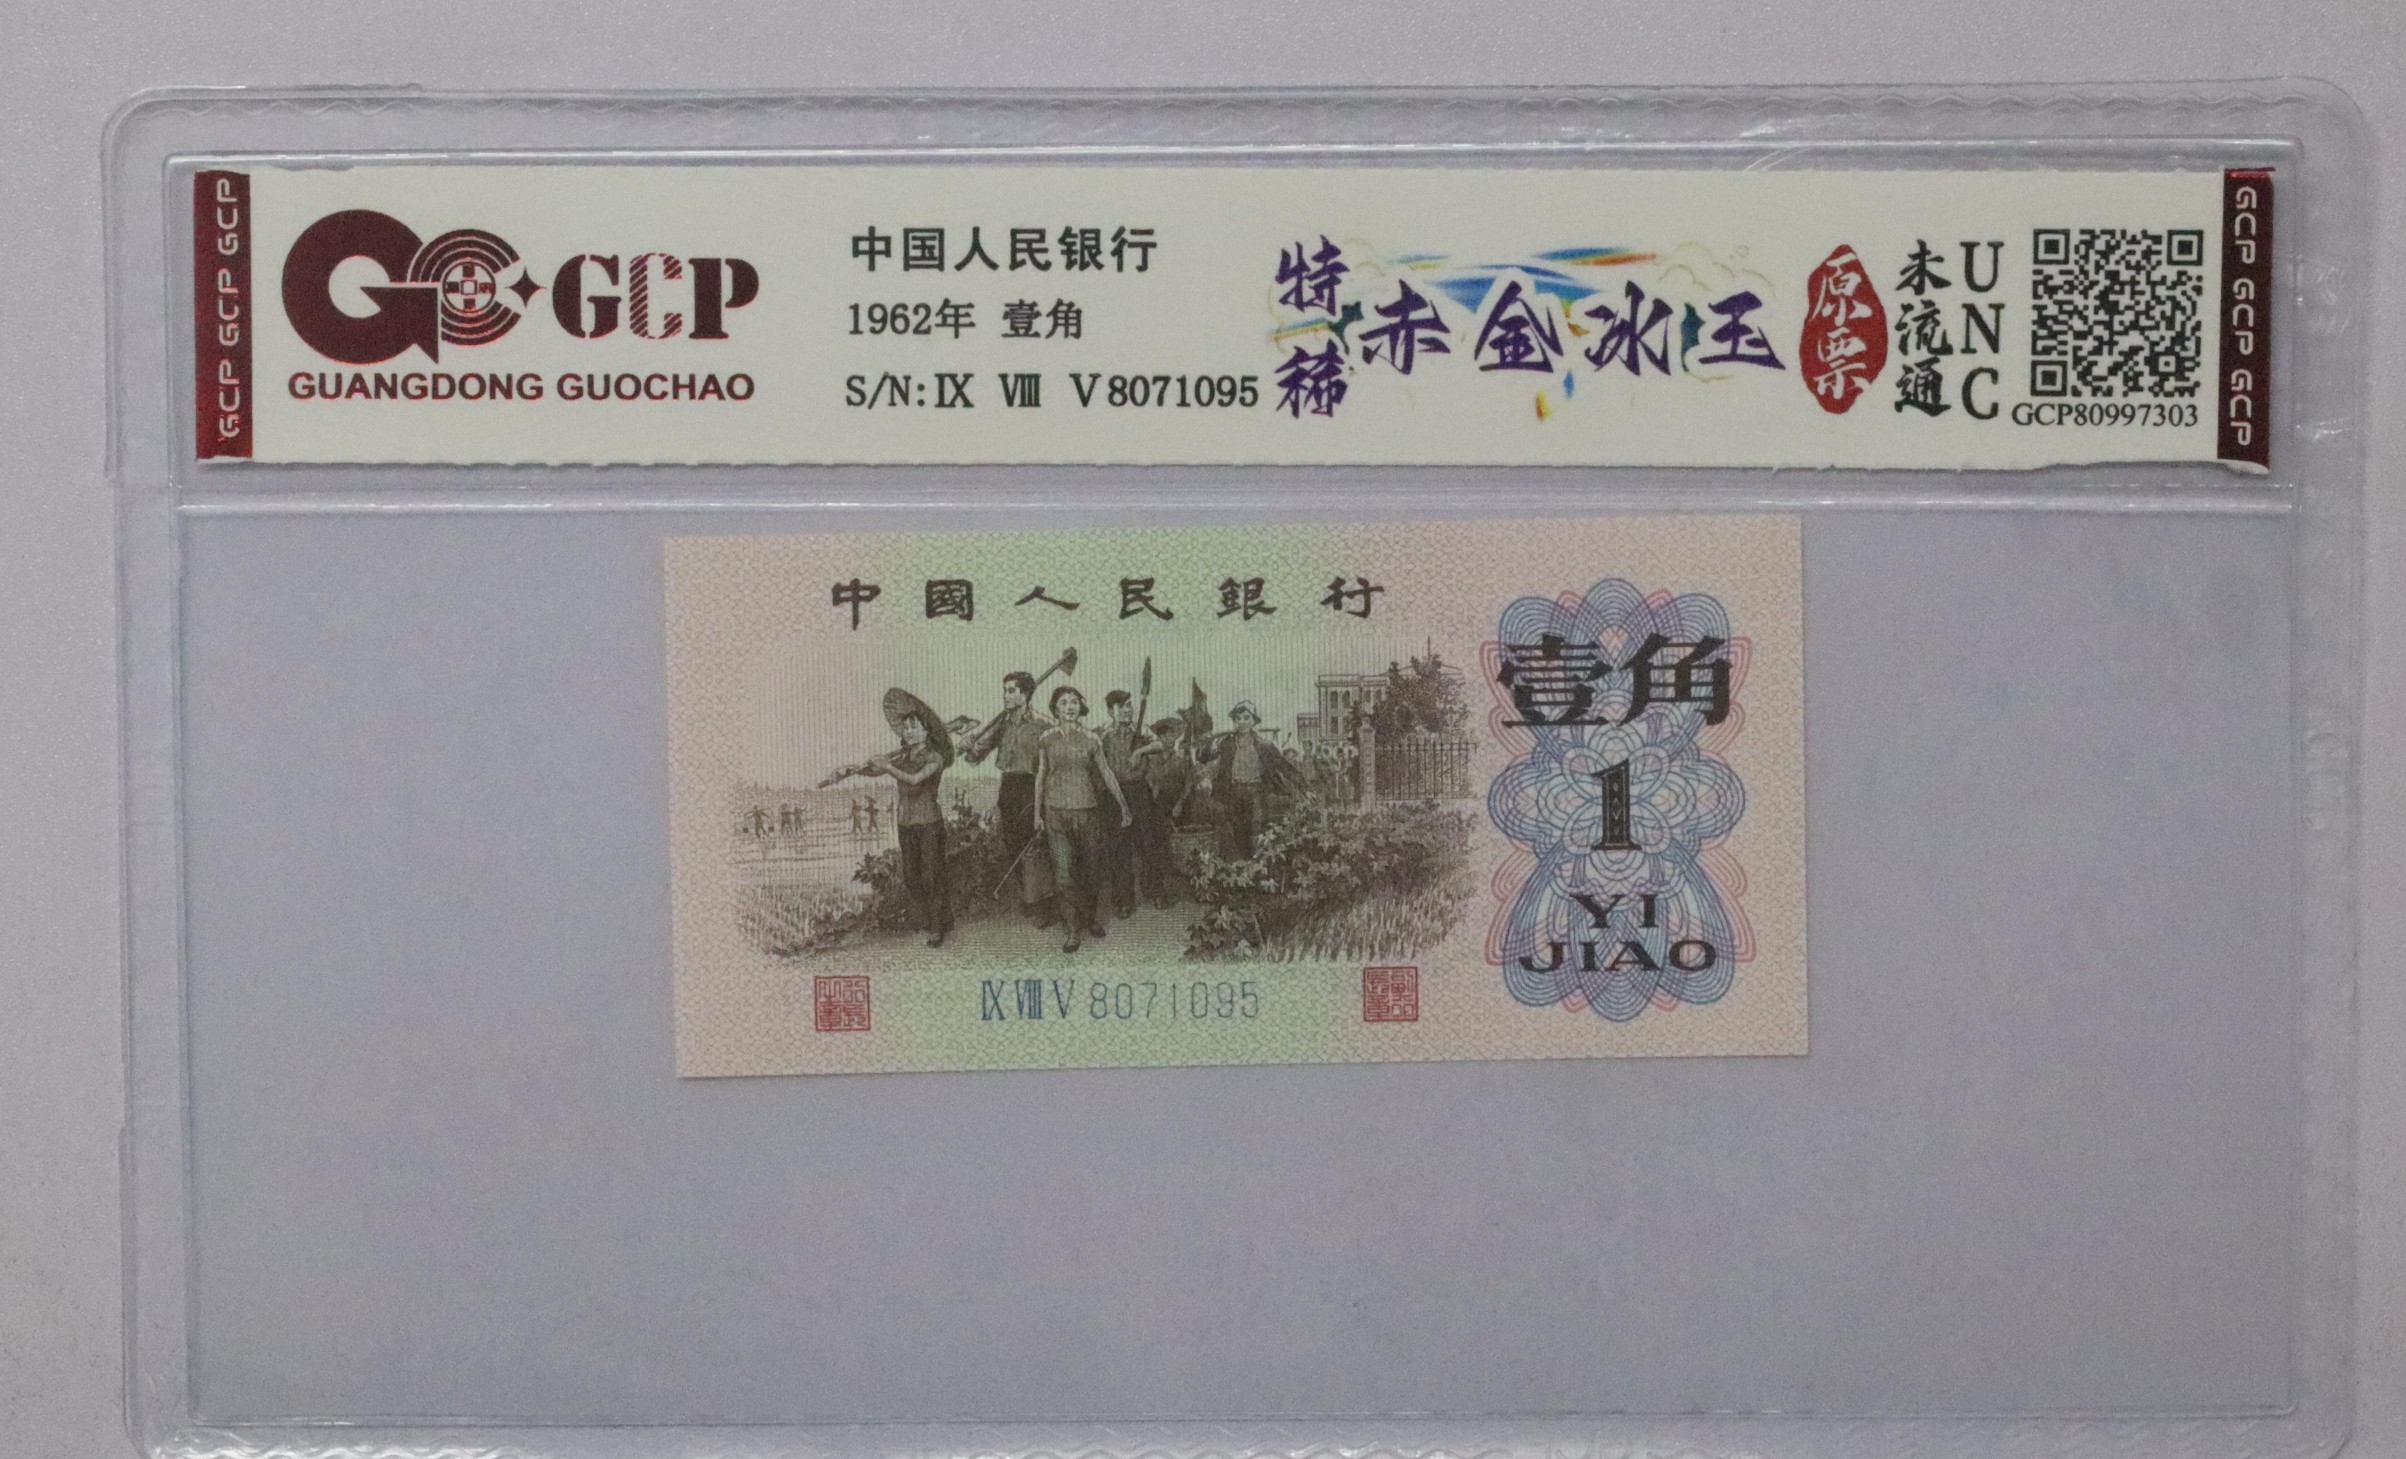 GCP GCP GCP
GCP
GUANGDONG GUOCHAO
中国人民银行
1962年 壹角
S/N: Ⅸ Ⅷ Ⅴ 8071095
特稀
赤金冰玉
原票
未流通
UNC
GCP80997303
GCP GCP GCP
中國人民銀行
壹角
1
YI
JIAO
Ⅸ Ⅷ Ⅴ 8071095